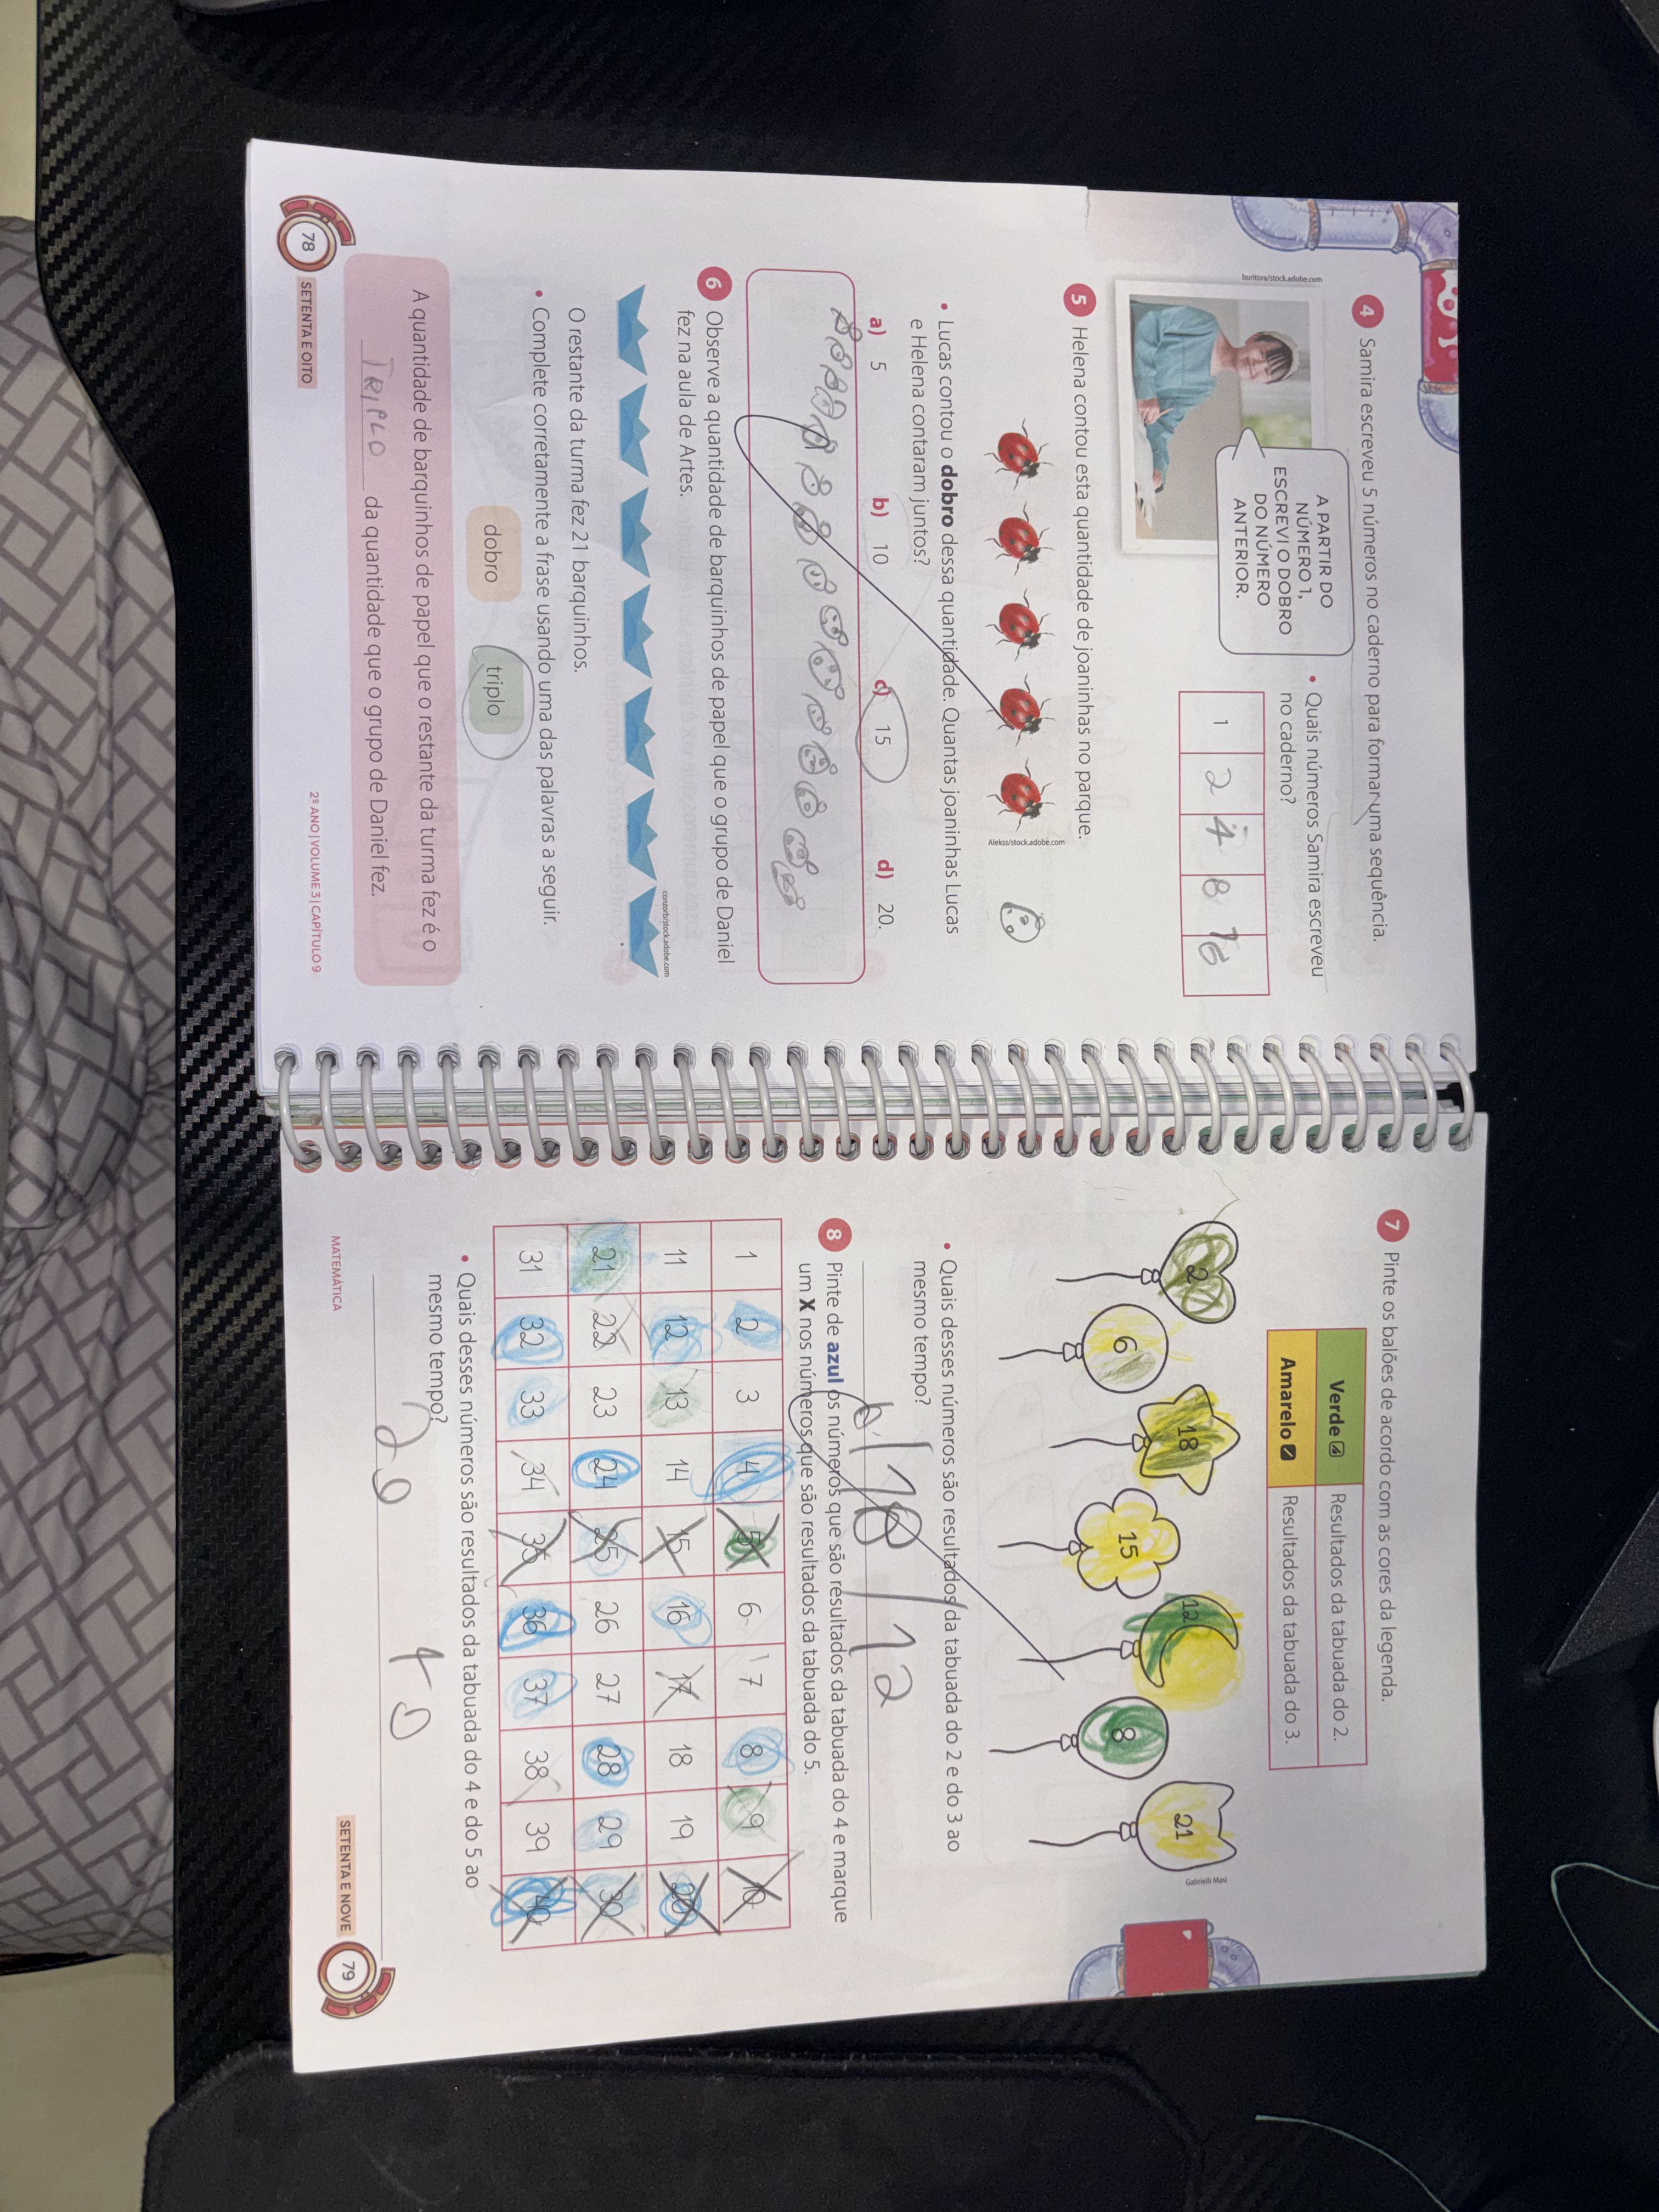 4 Samira escreveu 5 números no caderno para formar uma sequência.
buritora/stock.adobe.com
A PARTIR DO
NÚMERO 1,
ESCREVI O DOBRO
DO NÚMERO
ANTERIOR.
• Quais números Samira escreveu
no caderno?
1 2 4 8 16
5 Helena contou esta quantidade de joaninhas no parque.
Alekss/stock.adobe.com
• Lucas contou o dobro dessa quantidade. Quantas joaninhas Lucas
e Helena contaram juntos?
a) 5 b) 10 c) 15 d) 20.
6 Observe a quantidade de barquinhos de papel que o grupo de Daniel
fez na aula de Artes.
conzorb/stock.adobe.com
O restante da turma fez 21 barquinhos.
• Complete corretamente a frase usando uma das palavras a seguir.
dobro triplo
A quantidade de barquinhos de papel que o restante da turma fez é o
TRIPLO da quantidade que o grupo de Daniel fez.
78 SETENTA E OITO
2º ANO | VOLUME 3 | CAPÍTULO 9
7 Pinte os balões de acordo com as cores da legenda.
Verde Resultados da tabuada do 2.
Amarelo Resultados da tabuada do 3.
2 6 18 15 12 8 21
Gabrielli Masi
• Quais desses números são resultados da tabuada do 2 e do 3 ao
mesmo tempo?
6/18/12
8 Pinte de azul os números que são resultados da tabuada do 4 e marque
um X nos números que são resultados da tabuada do 5.
1 2 3 4 5 6 7 8 9 10
11 12 13 14 15 16 17 18 19 20
21 22 23 24 25 26 27 28 29 30
31 32 33 34 35 36 37 38 39 40
• Quais desses números são resultados da tabuada do 4 e do 5 ao
mesmo tempo?
20 40
MATEMÁTICA
SETENTA E NOVE 79